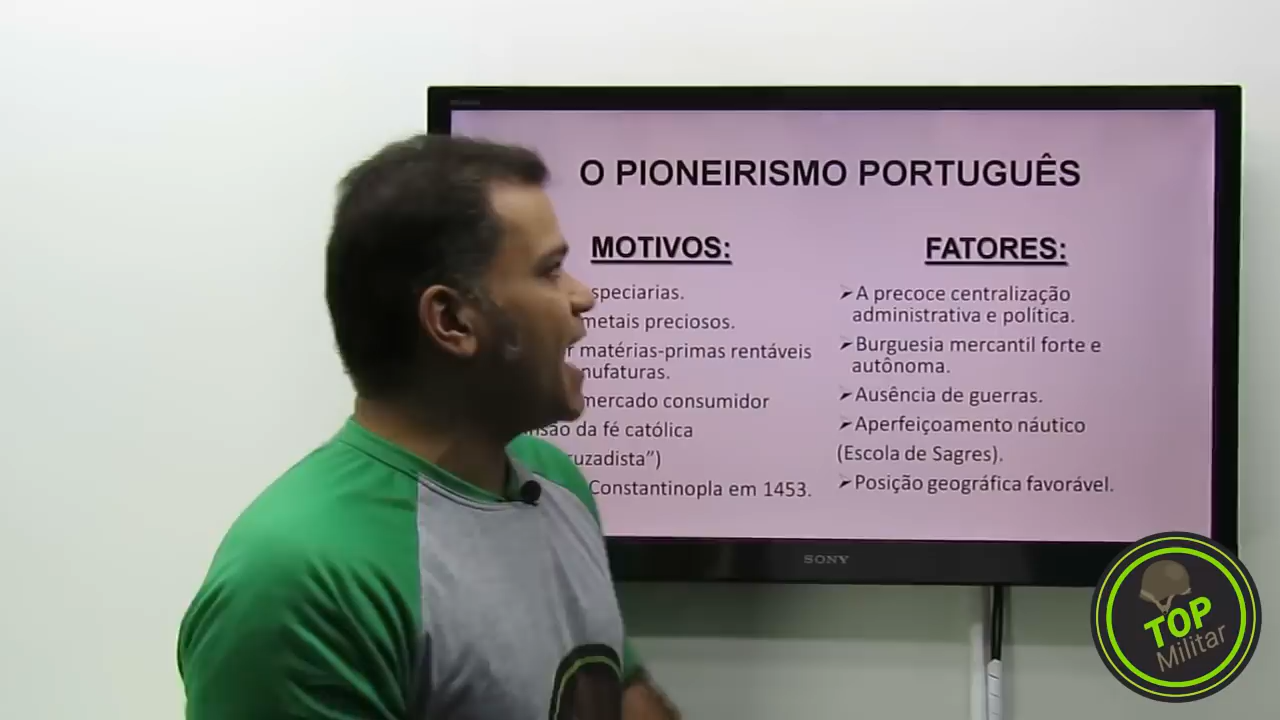 O PIONEIRISMO PORTUGUÊS
MOTIVOS:
speciarias.
metais preciosos.
matérias-primas rentáveis
nufaturas.
mercado consumidor
nsão da fé católica
ruzadista”)
Constantinopla em 1453.
FATORES:
➢A precoce centralização
administrativa e política.
➢Burguesia mercantil forte e
autônoma.
➢Ausência de guerras.
➢Aperfeiçoamento náutico
(Escola de Sagres).
➢Posição geográfica favorável.
SONY
TOP
Militar